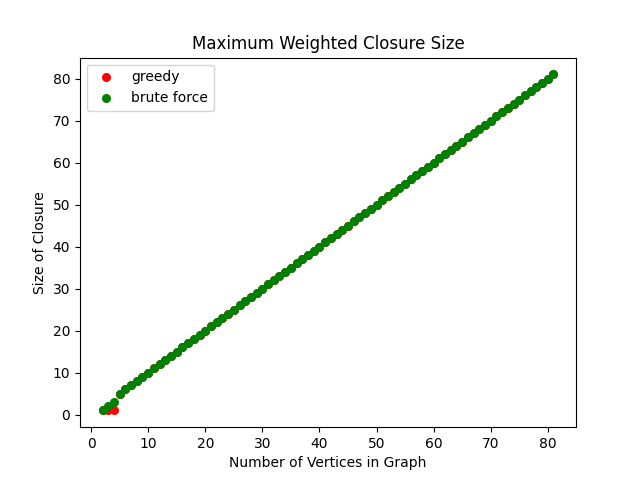 Maximum Weighted Closure Size
greedy
brute force
80
70
60
50
40
30
20
10
0
Size of Closure
0 10 20 30 40 50 60 70 80
Number of Vertices in Graph